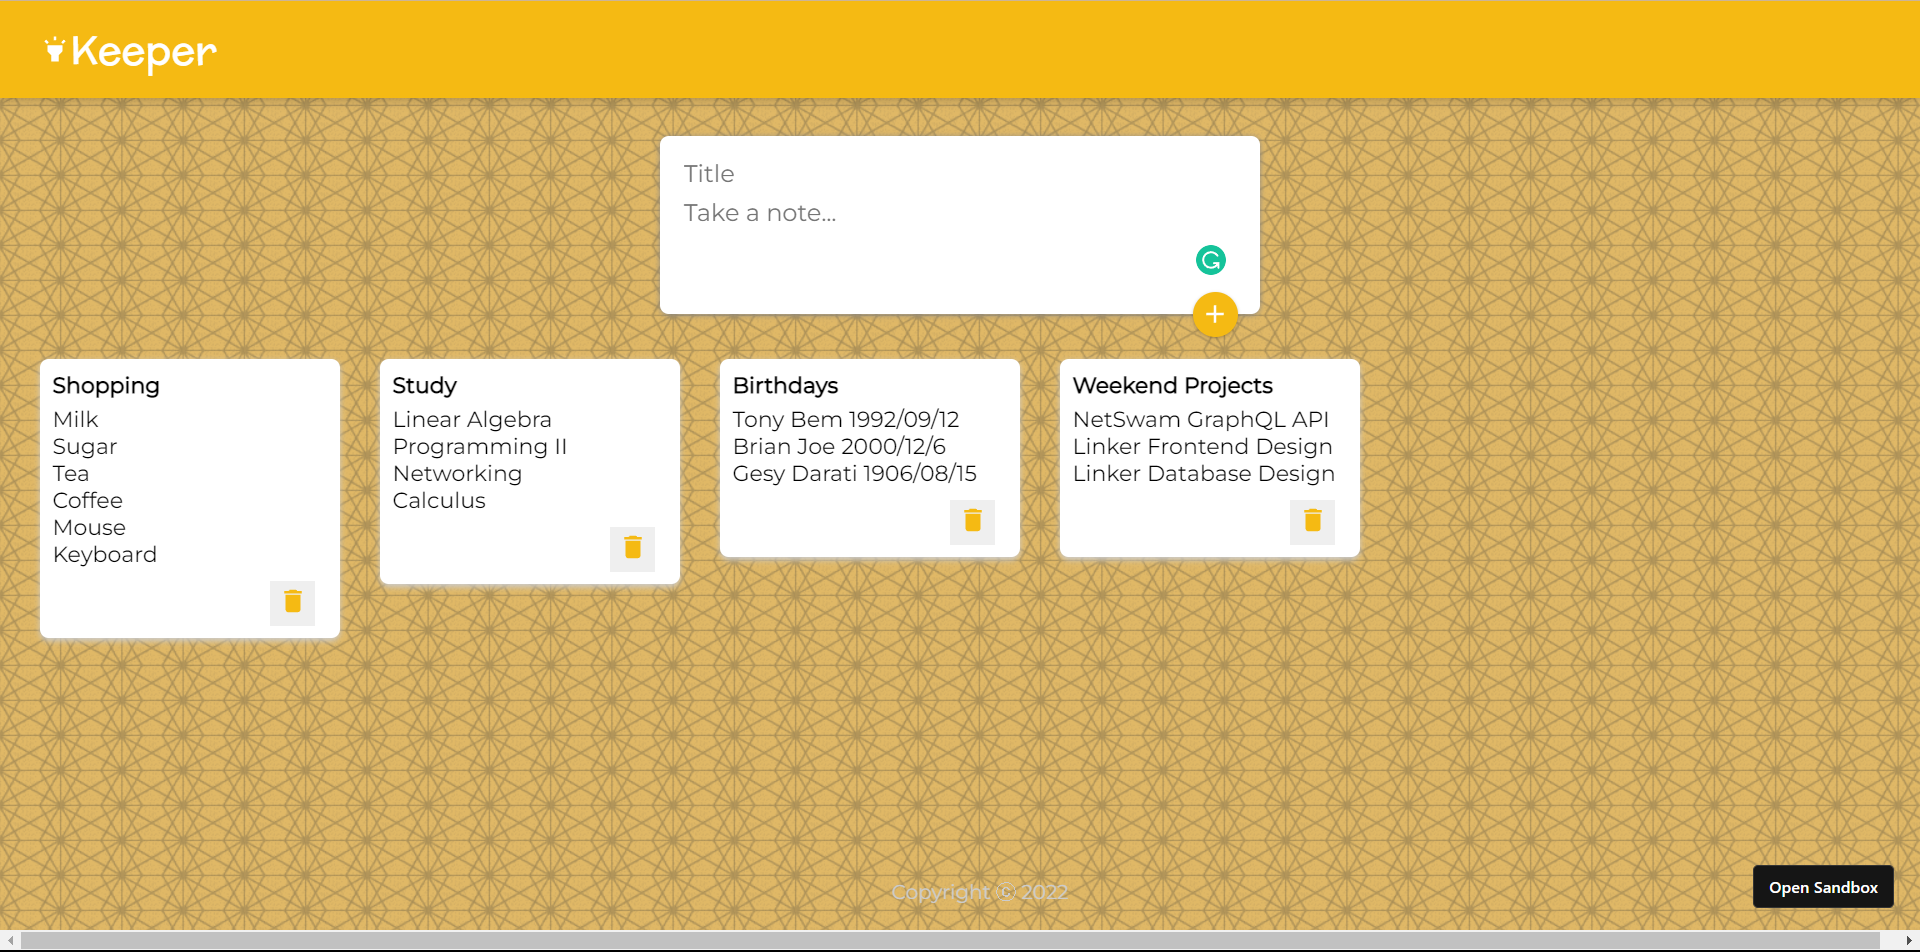 Keeper
Title
Take a note...
Shopping
Milk
Sugar
Tea
Coffee
Mouse
Keyboard
Study
Linear Algebra
Programming II
Networking
Calculus
Birthdays
Tony Bem 1992/09/12
Brian Joe 2000/12/6
Gesy Darati 1906/08/15
Weekend Projects
NetSwam GraphQL API
Linker Frontend Design
Linker Database Design
Copyright ⓒ 2022
Open Sandbox